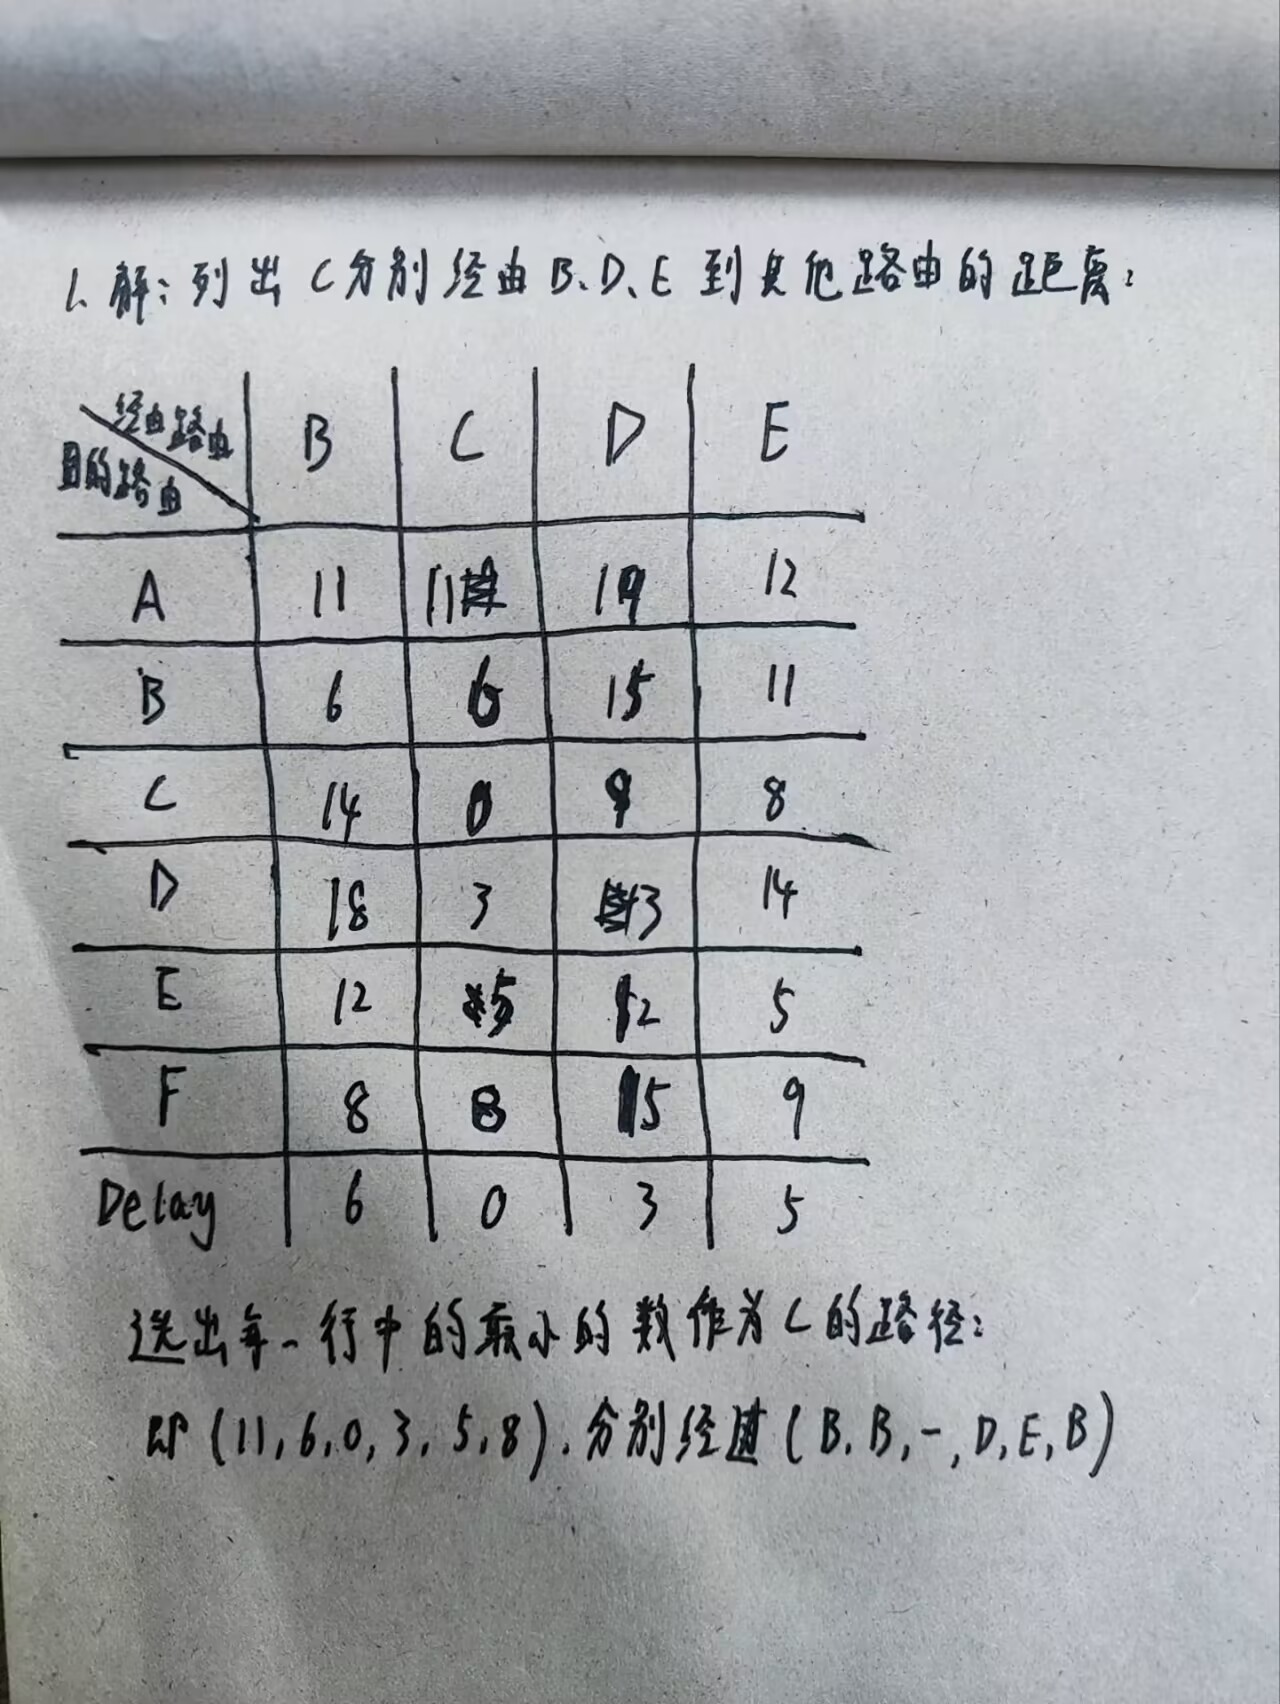 1、解：列出C分别经由B、D、E到其他路由的距离：
经由路由 B C D E
目的路由
A 11 11 19 12
B 6 6 15 11
C 14 0 9 8
D 18 3 3 14
E 12 5 12 5
F 8 8 15 9
Delay 6 0 3 5
选出每一行中的最小的数作为C的路径：
即(11,6,0,3,5,8).分别经过(B.B,-,D,E,B)